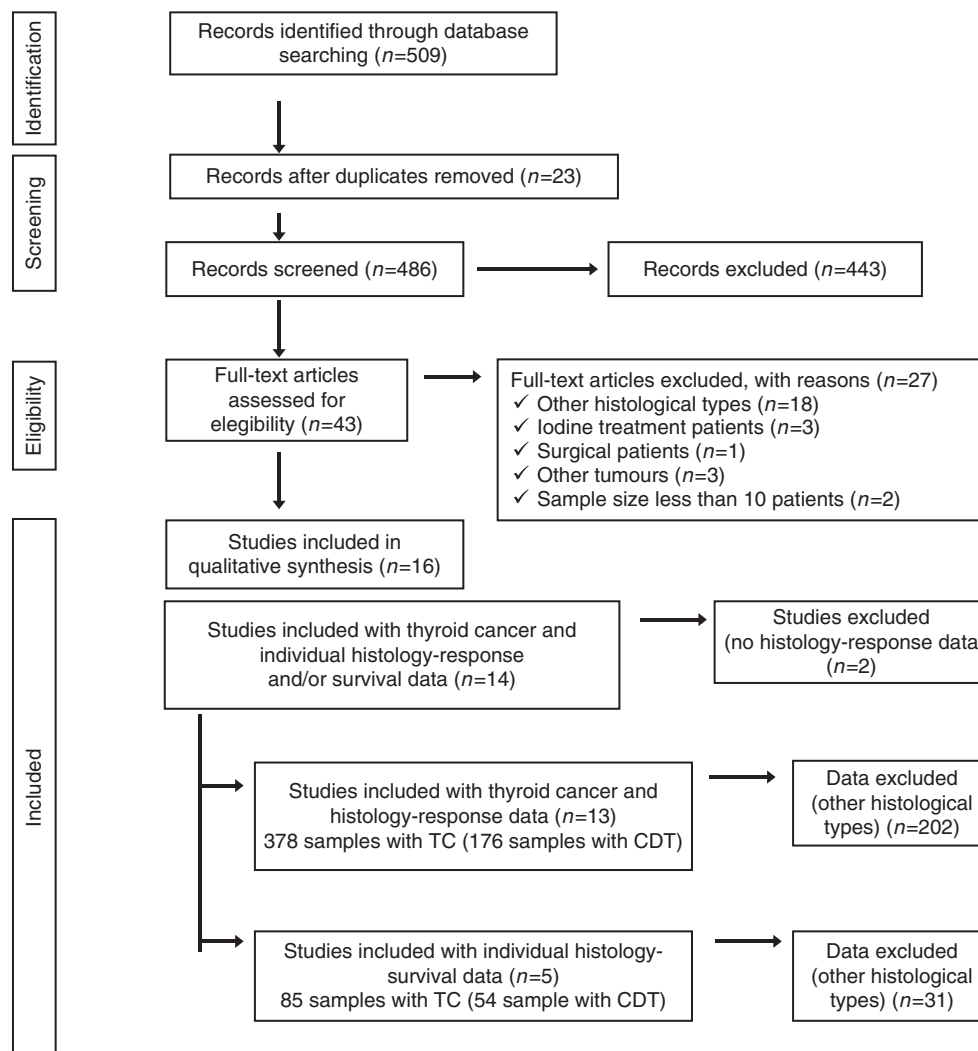 Identification
Records identified through database
searching (n=509)
Screening
Records after duplicates removed (n=23)
Records screened (n=486)
Records excluded (n=443)
Eligibility
Full-text articles
assessed for
elegibility (n=43)
Full-text articles excluded, with reasons (n=27)
✓ Other histological types (n=18)
✓ Iodine treatment patients (n=3)
✓ Surgical patients (n=1)
✓ Other tumours (n=3)
✓ Sample size less than 10 patients (n=2)
Included
Studies included in
qualitative synthesis (n=16)
Studies included with thyroid cancer and
individual histology-response
and/or survival data (n=14)
Studies excluded
(no histology-response data
(n=2)
Studies included with thyroid cancer and
histology-response data (n=13)
378 samples with TC (176 samples with CDT)
Data excluded
(other histological
types) (n=202)
Studies included with individual histology-
survival data (n=5)
85 samples with TC (54 sample with CDT)
Data excluded
(other histological
types) (n=31)